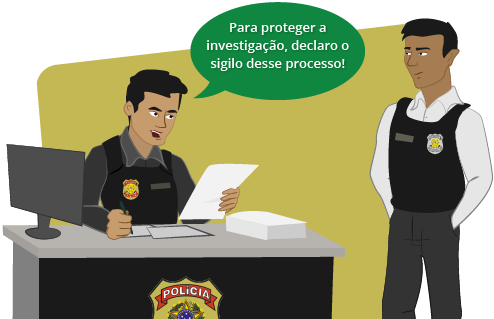 Para proteger a
investigação, declaro o
sigilo desse processo!
POLÍCIA